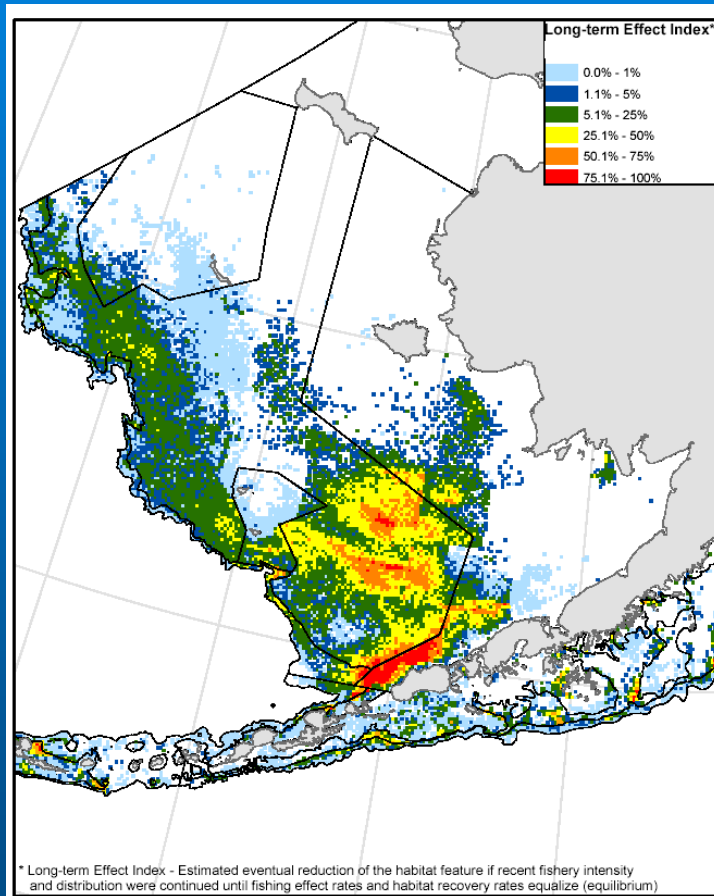 Long-term Effect Index*
0.0% - 1%
1.1% - 5%
5.1% - 25%
25.1% - 50%
50.1% - 75%
75.1% - 100%
* Long-term Effect Index - Estimated eventual reduction of the habitat feature if recent fishery intensity
and distribution were continued until fishing effect rates and habitat recovery rates equalize (equilibrium)